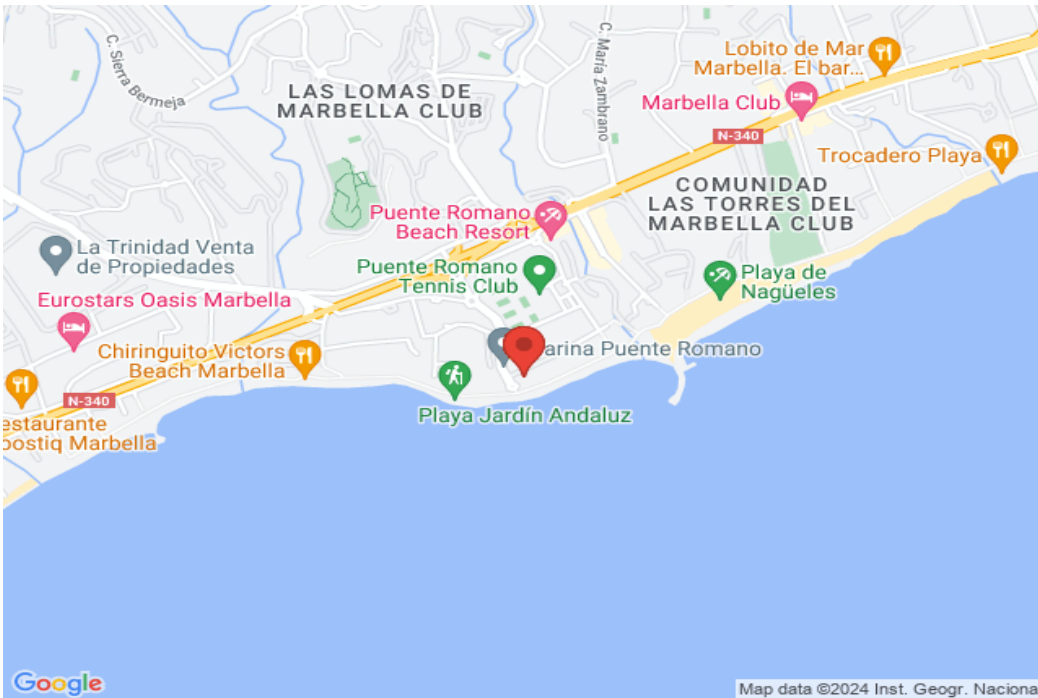 C. Sierra Bermeja
C. María Zambrano
Lobito de Mar
Marbella. El bar...
LAS LOMAS DE
MARBELLA CLUB
Marbella Club
N-340
Trocadero Playa
COMUNIDAD
LAS TORRES DEL
MARBELLA CLUB
Puente Romano
Beach Resort
La Trinidad Venta
de Propiedades
Puente Romano
Tennis Club
Playa de
Nagüeles
Eurostars Oasis Marbella
Chiringuito Victors
Beach Marbella
arina Puente Romano
N-340
Playa Jardín Andaluz
estaurante
oostiq Marbella
Google
Map data ©2024 Inst. Geogr. Naciona